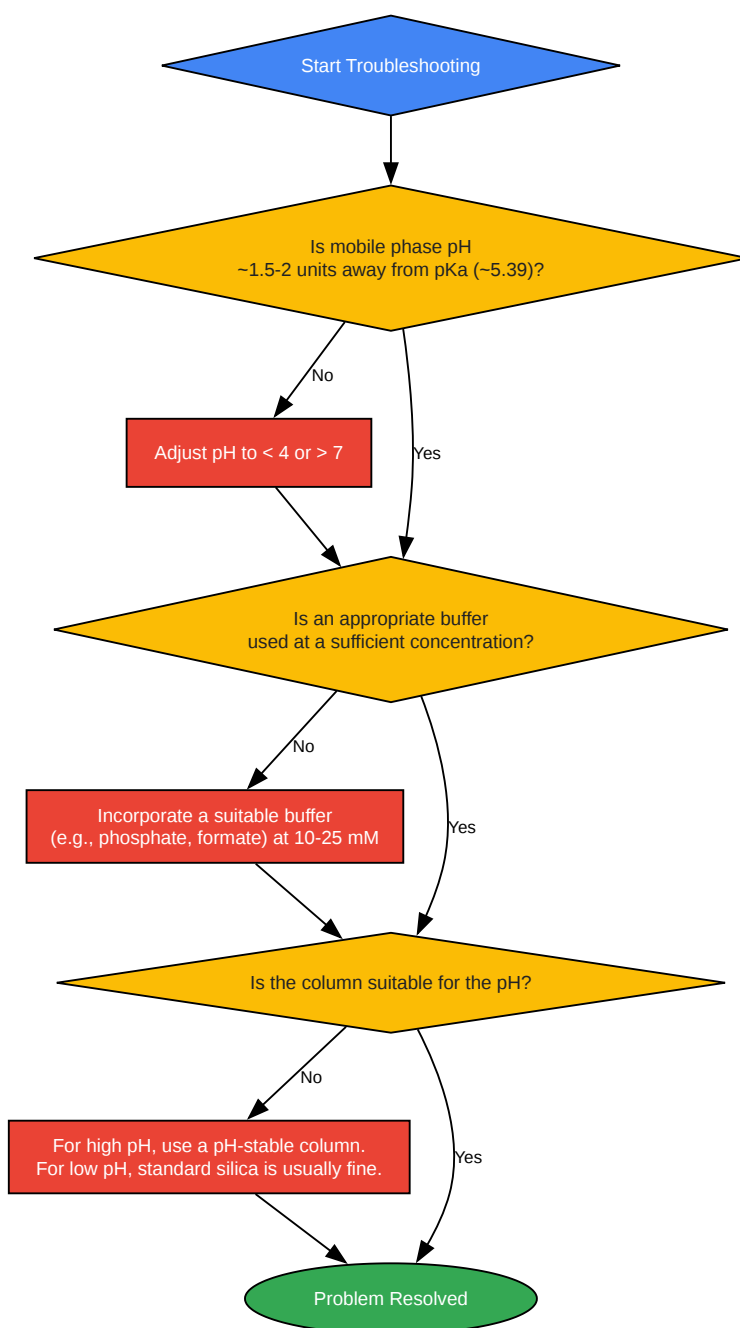 Start Troubleshooting
Is mobile phase pH
~1.5-2 units away from pKa (~5.39)?
No
Adjust pH to < 4 or > 7
Yes
Is an appropriate buffer
used at a sufficient concentration?
No
Incorporate a suitable buffer
(e.g., phosphate, formate) at 10-25 mM
Yes
Is the column suitable for the pH?
No
For high pH, use a pH-stable column.
For low pH, standard silica is usually fine.
Yes
Problem Resolved